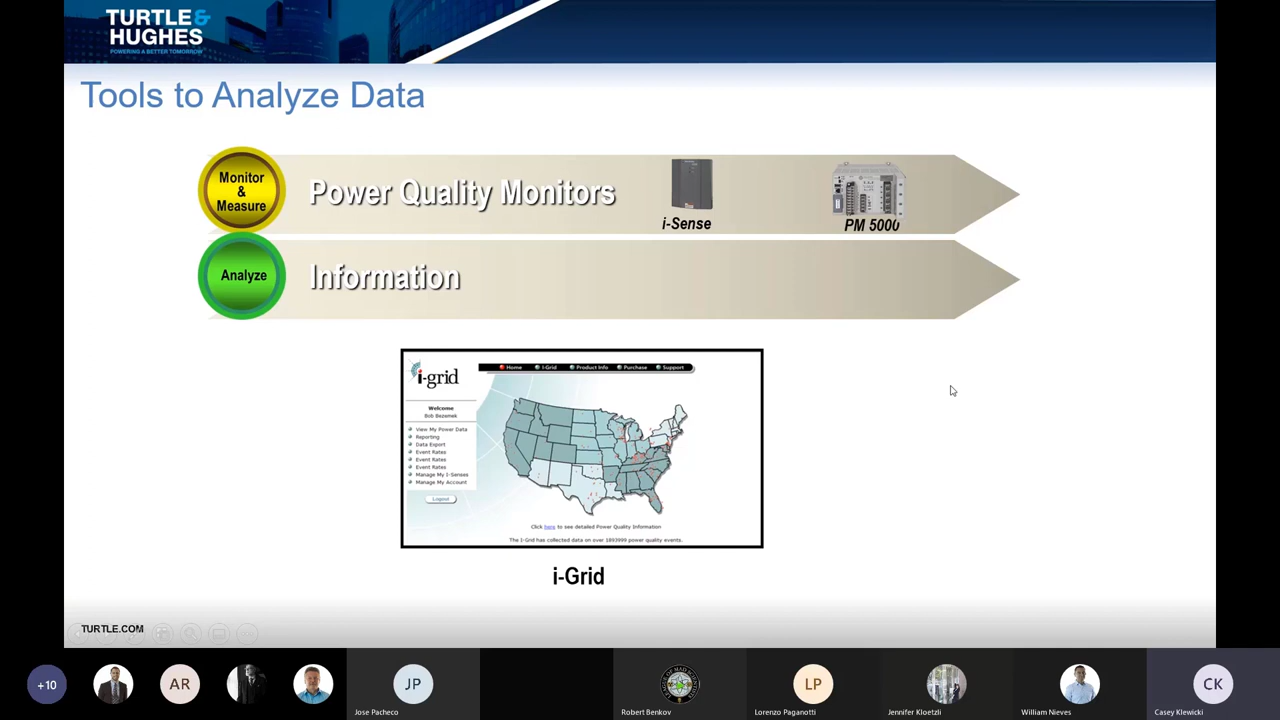 TURTLE&
HUGHES
POWERING A BETTER TOMORROW
Tools to Analyze Data
Monitor
&
Measure
Power Quality Monitors
i-Sense
PM 5000
Analyze
Information
i-grid
Home
I-Grid
Product Info
Purchase
Support
Welcome
Bob Bezemek
View My Power Data
Reporting
Data Export
Event Rates
Event Rates
Event Rates
Manage My I-Senses
Manage My Account
Logout
Click here to see detailed Power Quality Information
The I-Grid has collected data on over 1893999 power quality events.
i-Grid
TURTLE.COM
+10
AR
JP
LP
CK
Jose Pacheco
Robert Benkov
Lorenzo Paganotti
Jennifer Kloetzli
William Nieves
Casey Klewicki